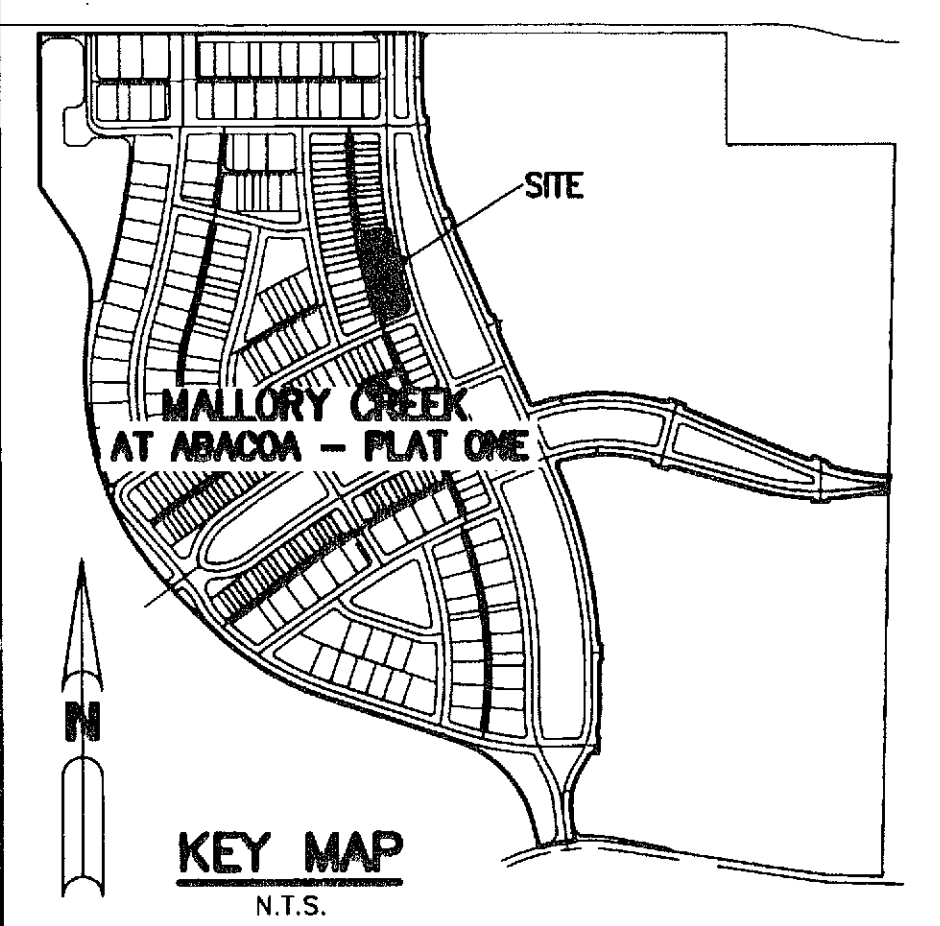 SITE
MALLORY CREEK
AT ABACOA - PLAT ONE
N
KEY MAP
N.T.S.